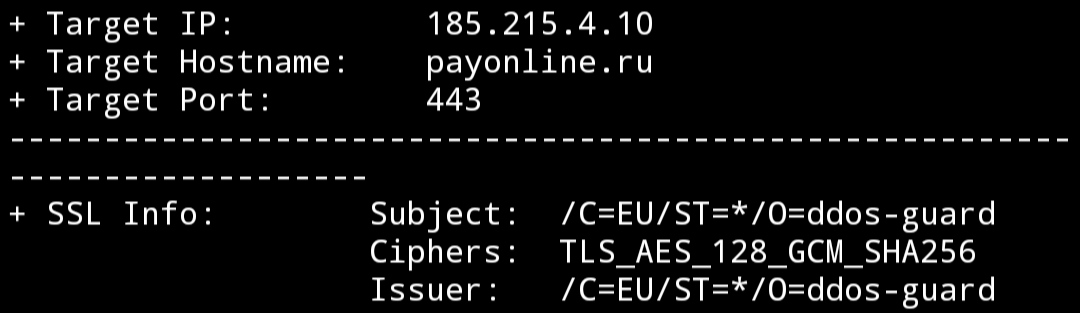 + Target IP: 185.215.4.10
+ Target Hostname: payonline.ru
+ Target Port: 443
--------------------------------------------------------
-------------------
+ SSL Info: Subject: /C=EU/ST=*/O=ddos-guard
Ciphers: TLS_AES_128_GCM_SHA256
Issuer: /C=EU/ST=*/O=ddos-guard